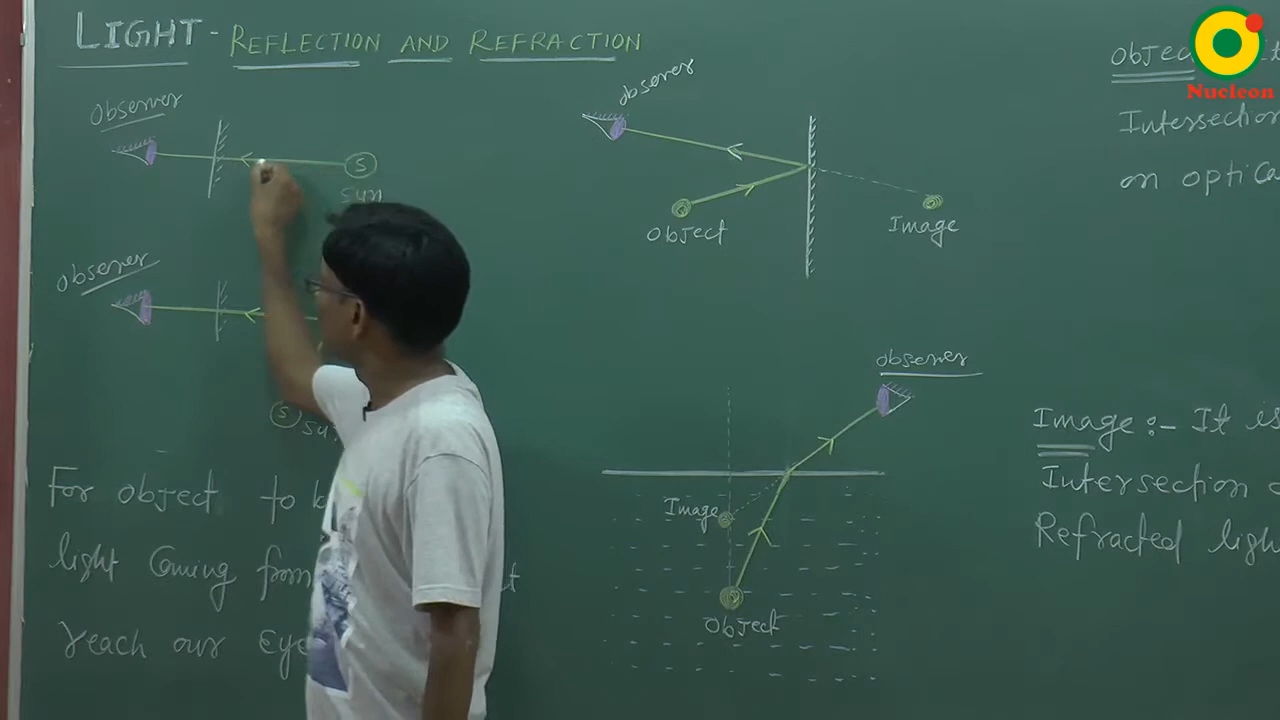 LIGHT - REFLECTION AND REFRACTION
Observer
S
Sun
Observer
S
For object to
light Coming from
reach our Eye
Observer
Object
Image
Observer
Image
Object
Object
Intersection
on optica
Image :- It is
Intersection
Refracted ligh
Nucleon